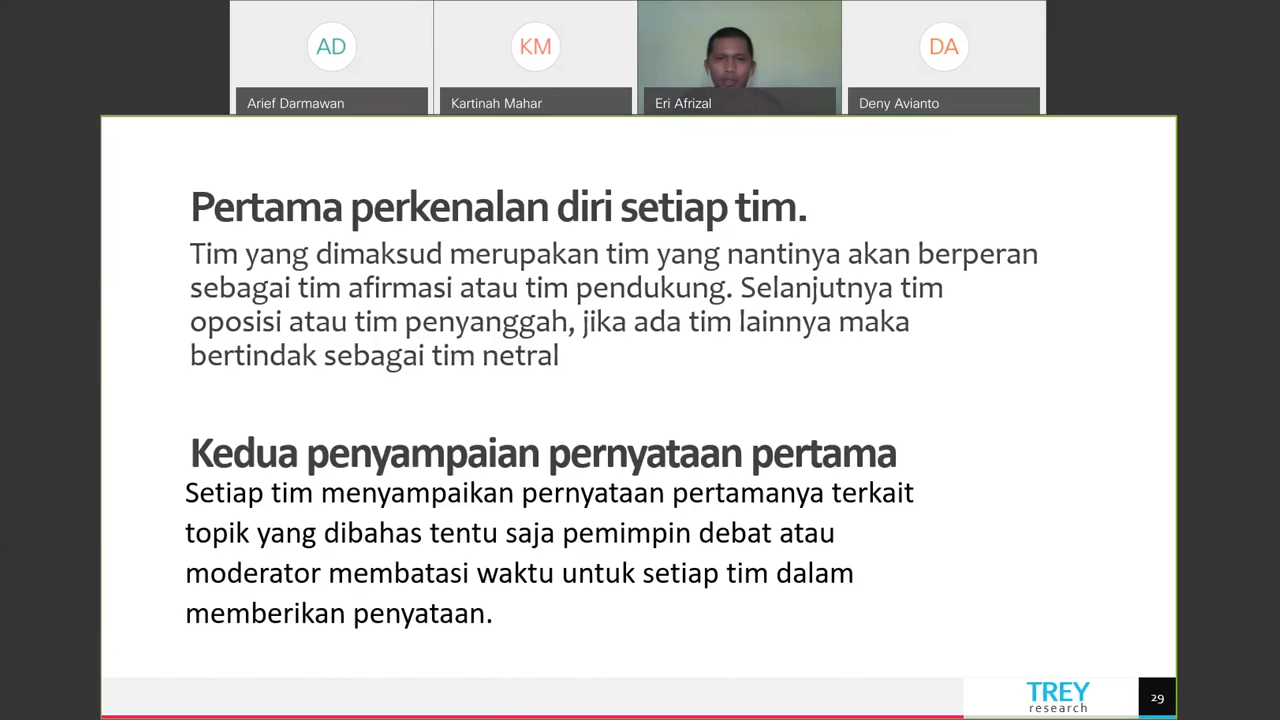 AD
KM
DA
Arief Darmawan
Kartinah Mahar
Eri Afrizal
Deny Avianto
Pertama perkenalan diri setiap tim.
Tim yang dimaksud merupakan tim yang nantinya akan berperan
sebagai tim afirmasi atau tim pendukung. Selanjutnya tim
oposisi atau tim penyanggah, jika ada tim lainnya maka
bertindak sebagai tim netral
Kedua penyampaian pernyataan pertama
Setiap tim menyampaikan pernyataan pertamanya terkait
topik yang dibahas tentu saja pemimpin debat atau
moderator membatasi waktu untuk setiap tim dalam
memberikan penyataan.
TREY
research
29